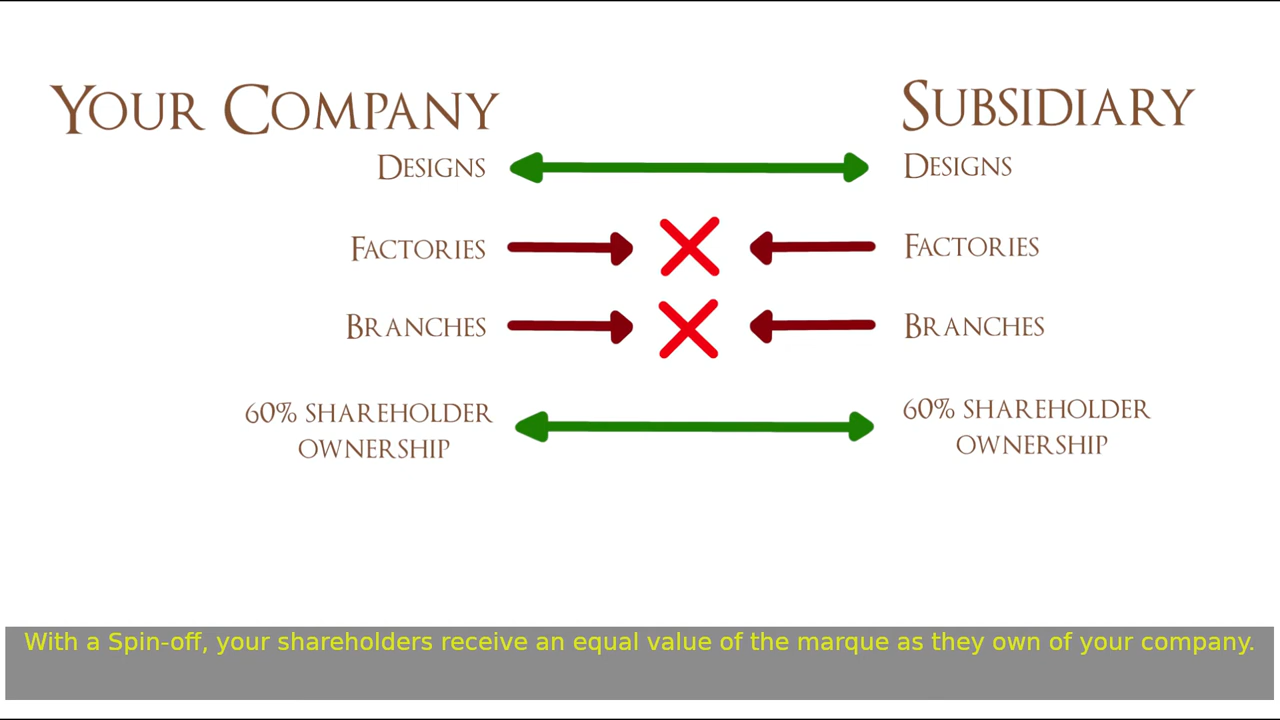 YOUR COMPANY
SUBSIDIARY
DESIGNS
DESIGNS
FACTORIES
FACTORIES
BRANCHES
BRANCHES
60% SHAREHOLDER
OWNERSHIP
60% SHAREHOLDER
OWNERSHIP
With a Spin-off, your shareholders receive an equal value of the marque as they own of your company.